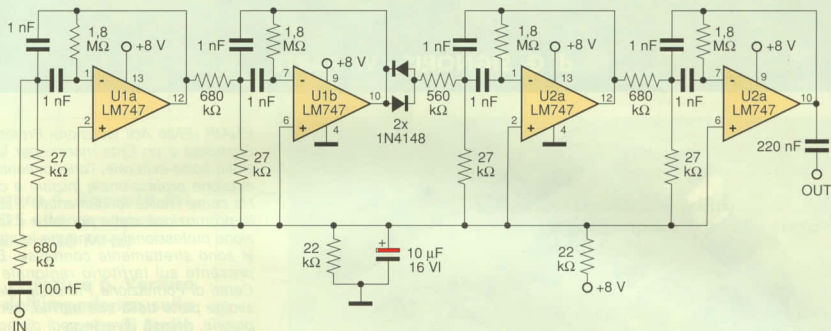 1 nF
1,8
MΩ
+8 V
13
1 nF
1
-
U1a
LM747
12
2
+
27
kΩ
680
kΩ
100 nF
IN
680
kΩ
1 nF
1,8
MΩ
+8 V
9
1 nF
7
-
U1b
LM747
10
6
+
4
27
kΩ
2x
1N4148
560
kΩ
22
kΩ
+
10 µF
16 Vl
1 nF
1,8
MΩ
+8 V
13
1 nF
1
-
U2a
LM747
12
2
+
4
27
kΩ
22
kΩ
+8 V
680
kΩ
1 nF
1,8
MΩ
+8 V
9
1 nF
7
-
U2a
LM747
10
6
+
27
kΩ
220 nF
OUT